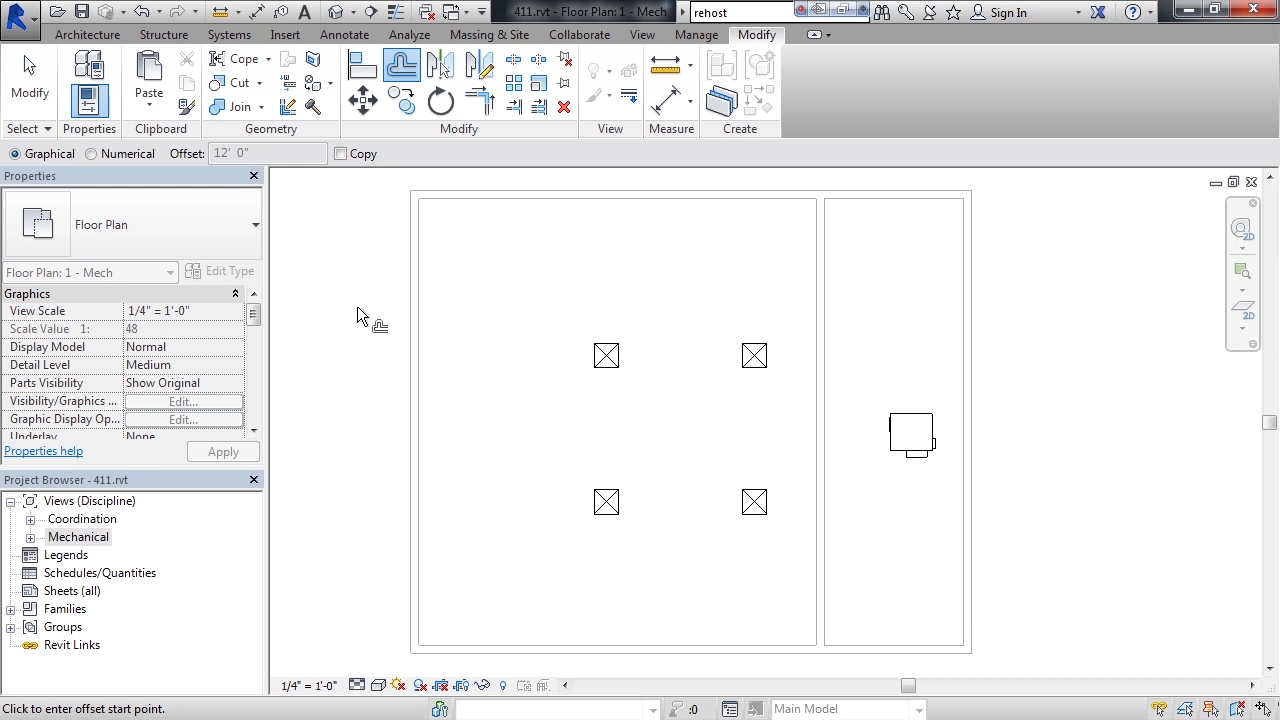 411.rvt - Floor Plan: 1 - Mech
rehost
Sign In
Architecture Structure Systems Insert Annotate Analyze Massing & Site Collaborate View Manage Modify
Modify
Paste
Cope
Cut
Join
Select Properties Clipboard Geometry Modify View Measure Create
Graphical Numerical Offset: 12' 0" Copy
Properties
Floor Plan
Floor Plan: 1 - Mech Edit Type
Graphics
View Scale 1/4" = 1'-0"
Scale Value 1: 48
Display Model Normal
Detail Level Medium
Parts Visibility Show Original
Visibility/Graphics ... Edit...
Graphic Display Op... Edit...
Underlay None
Properties help Apply
Project Browser - 411.rvt
Views (Discipline)
Coordination
Mechanical
Legends
Schedules/Quantities
Sheets (all)
Families
Groups
Revit Links
2D
2D
1/4" = 1'-0"
Click to enter offset start point.
:0
Main Model